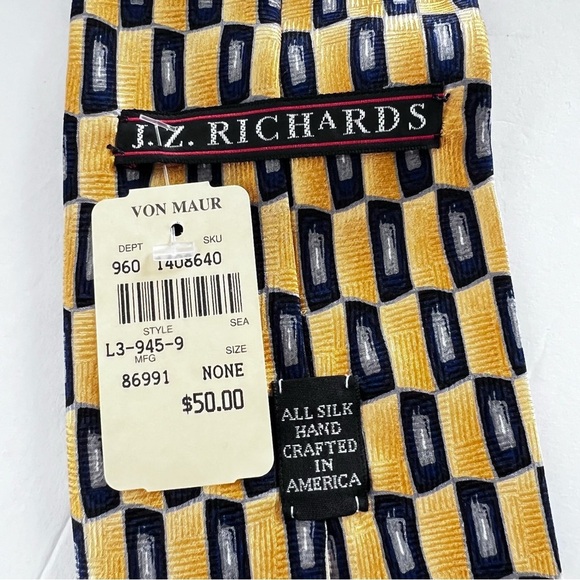 J.Z. RICHARDS
VON MAUR
DEPT SKU
960 1408640
STYLE SEA
L3-945-9
MFG SIZE
86991 NONE
$50.00
ALL SILK
HAND
CRAFTED
IN
AMERICA